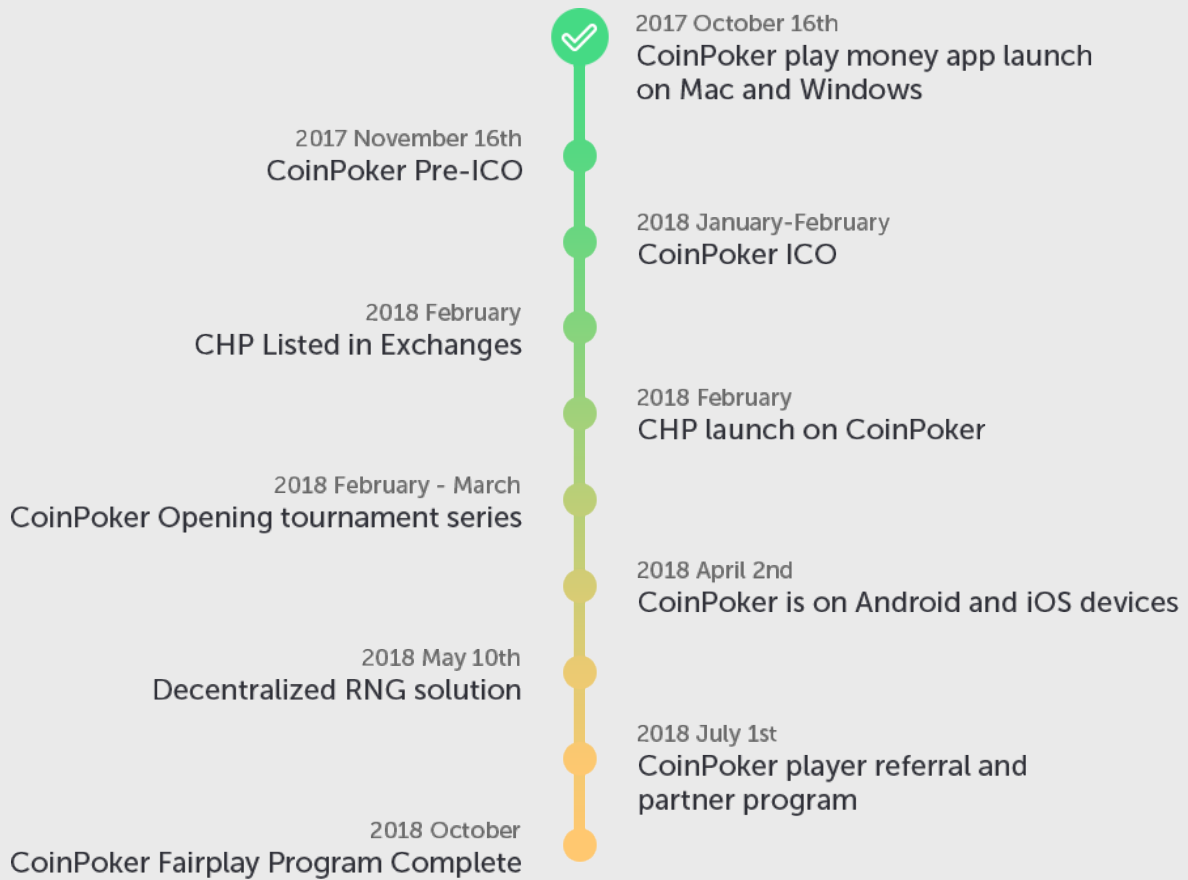 2017 October 16th
CoinPoker play money app launch
on Mac and Windows
2017 November 16th
CoinPoker Pre-ICO
2018 January-February
CoinPoker ICO
2018 February
CHP Listed in Exchanges
2018 February
CHP launch on CoinPoker
2018 February - March
CoinPoker Opening tournament series
2018 April 2nd
CoinPoker is on Android and iOS devices
2018 May 10th
Decentralized RNG solution
2018 July 1st
CoinPoker player referral and
partner program
2018 October
CoinPoker Fairplay Program Complete